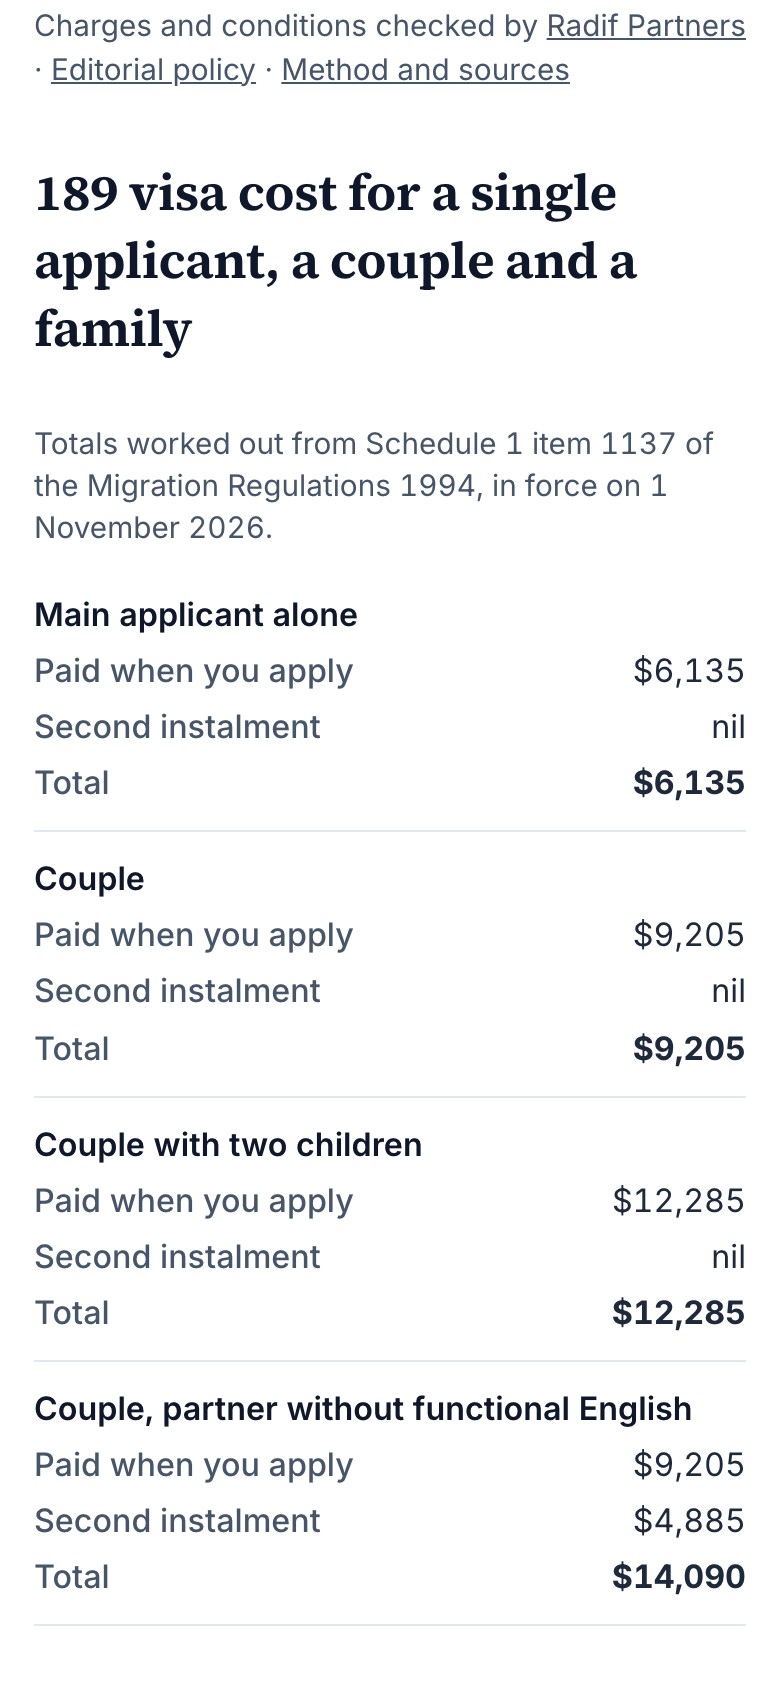 Charges and conditions checked by Radif Partners
· Editorial policy · Method and sources
189 visa cost for a single
applicant, a couple and a
family
Totals worked out from Schedule 1 item 1137 of
the Migration Regulations 1994, in force on 1
November 2026.
Main applicant alone
Paid when you apply $6,135
Second instalment nil
Total $6,135
Couple
Paid when you apply $9,205
Second instalment nil
Total $9,205
Couple with two children
Paid when you apply $12,285
Second instalment nil
Total $12,285
Couple, partner without functional English
Paid when you apply $9,205
Second instalment $4,885
Total $14,090